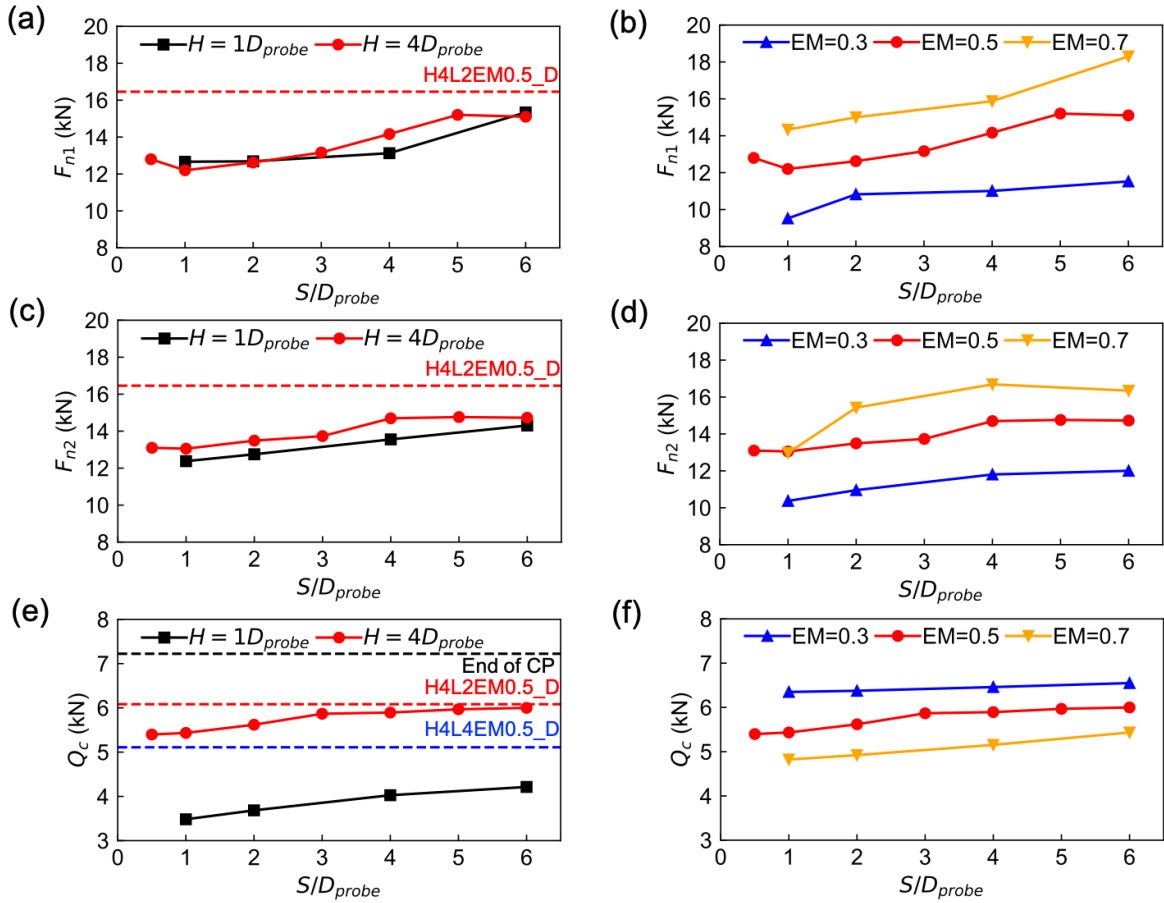 (a)
H = 1D_probe
H = 4D_probe
H4L2EM0.5_D
F_n1 (kN)
20
18
16
14
12
10
8
0 1 2 3 4 5 6
S/D_probe
(b)
EM=0.3 EM=0.5 EM=0.7
F_n1 (kN)
20
18
16
14
12
10
8
0 1 2 3 4 5 6
S/D_probe
(c)
H = 1D_probe
H = 4D_probe
H4L2EM0.5_D
F_n2 (kN)
20
18
16
14
12
10
8
0 1 2 3 4 5 6
S/D_probe
(d)
EM=0.3 EM=0.5 EM=0.7
F_n2 (kN)
20
18
16
14
12
10
8
0 1 2 3 4 5 6
S/D_probe
(e)
H = 1D_probe
H = 4D_probe
End of CP
H4L2EM0.5_D
H4L4EM0.5_D
Q_c (kN)
8
7
6
5
4
3
0 1 2 3 4 5 6
S/D_probe
(f)
EM=0.3 EM=0.5 EM=0.7
Q_c (kN)
8
7
6
5
4
3
0 1 2 3 4 5 6
S/D_probe